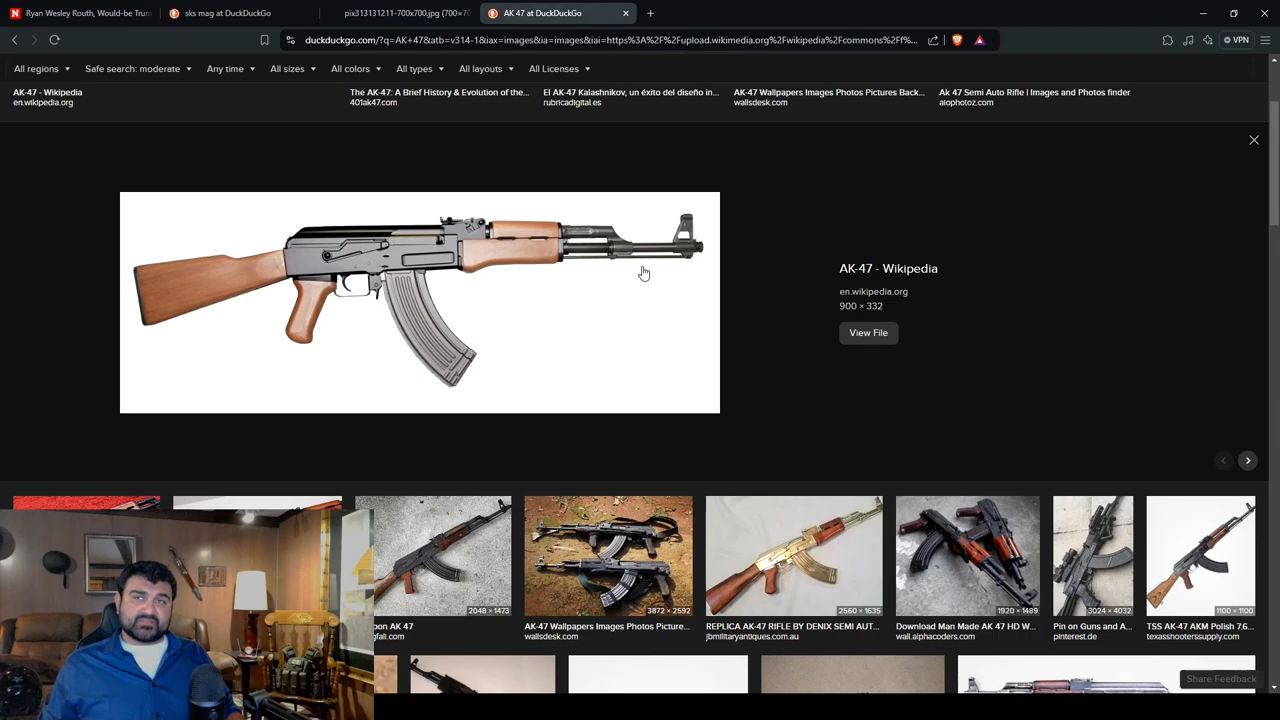 Ryan Wesley Routh, Would-be Trum
sks mag at DuckDuckGo
pix313131211-700x700.jpg (700×70
AK 47 at DuckDuckGo
duckduckgo.com/?q=AK+47&atb=v314-1&iax=images&ia=images&iai=https%3A%2F%2Fupload.wikimedia.org%2Fwikipedia%2Fcommons%2Ff%...
VPN
All regions
Safe search: moderate
Any time
All sizes
All colors
All types
All layouts
All Licenses
AK-47 - Wikipedia
en.wikipedia.org
The AK-47: A Brief History & Evolution of the...
401ak47.com
El AK-47 Kalashnikov, un éxito del diseño in...
rubricadigital.es
AK-47 Wallpapers Images Photos Pictures Back...
wallsdesk.com
Ak 47 Semi Auto Rifle | Images and Photos finder
aiophotoz.com
AK-47 - Wikipedia
en.wikipedia.org
900 × 332
View File
2048 × 1473
3872 × 2592
2560 × 1635
1920 × 1489
3024 × 4032
1100 × 1100
pon AK 47
gfall.com
AK-47 Wallpapers Images Photos Picture...
wallsdesk.com
REPLICA AK-47 RIFLE BY DENIX SEMI AUT...
jbmilitaryantiques.com.au
Download Man Made AK 47 HD W...
wall.alphacoders.com
Pin on Guns and A...
pinterest.de
TSS AK-47 AKM Polish 7.6...
texasshooterssupply.com
Share Feedback